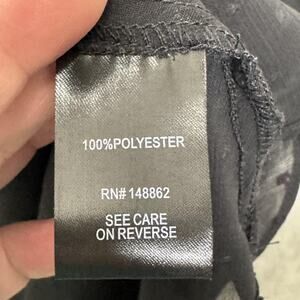 100%POLYESTER
RN# 148862
SEE CARE
ON REVERSE